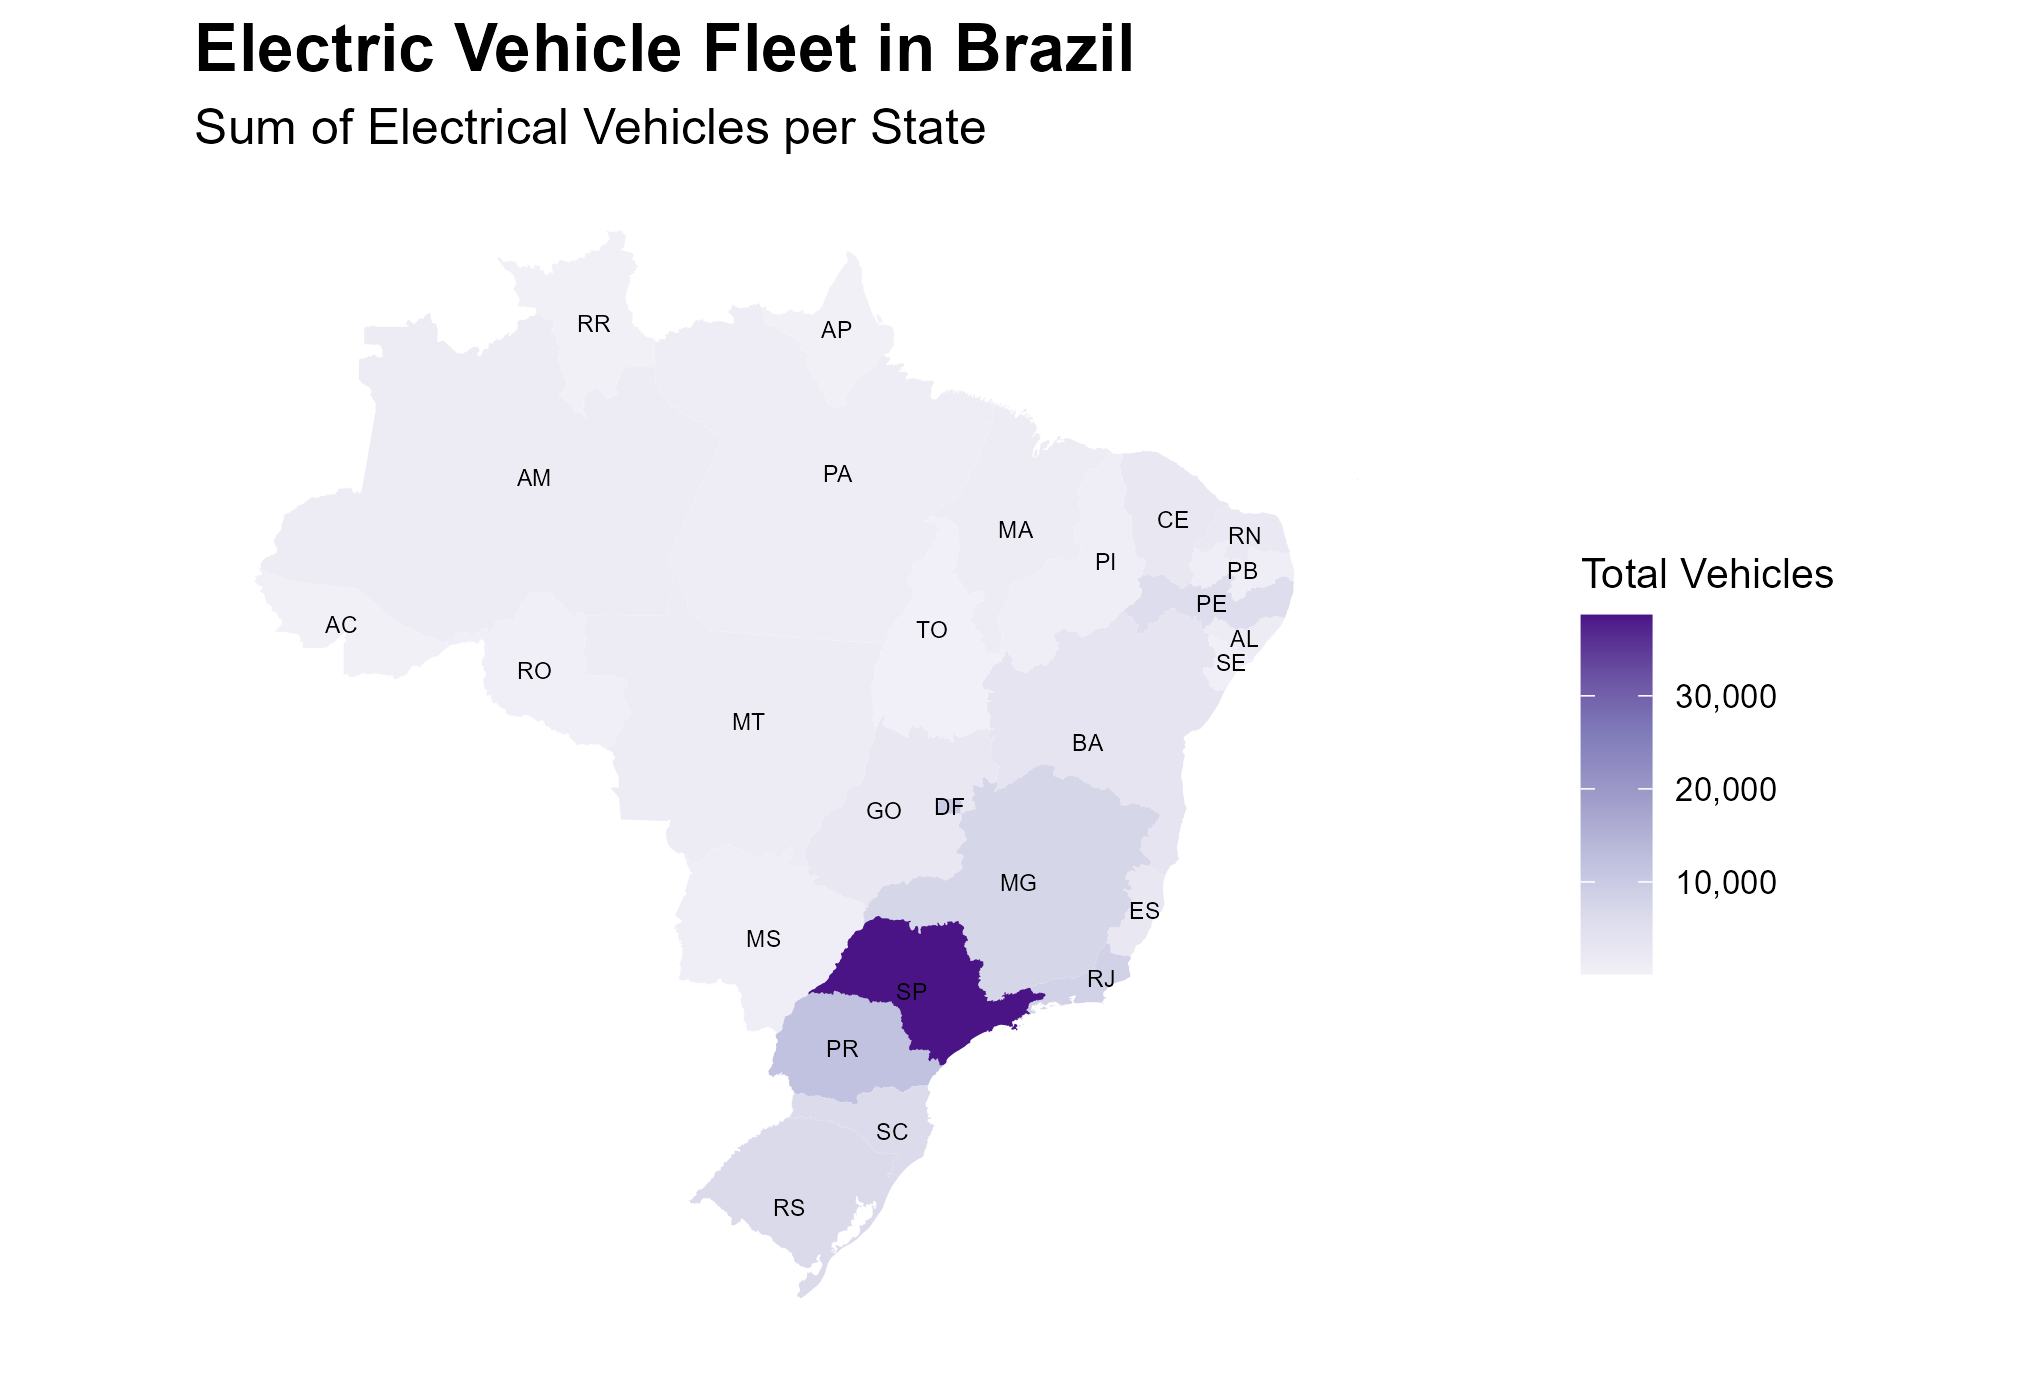 Electric Vehicle Fleet in Brazil
Sum of Electrical Vehicles per State
RR
AP
AM
PA
MA
CE
RN
PI
PB
PE
AC
TO
AL
SE
RO
MT
BA
GO
DF
MG
ES
MS
RJ
SP
PR
SC
RS
Total Vehicles
30,000
20,000
10,000